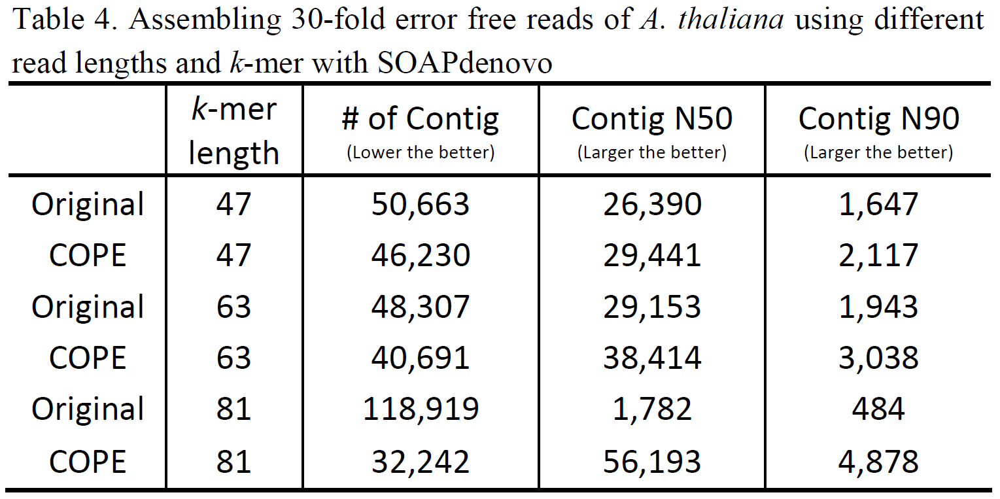 Table 4. Assembling 30-fold error free reads of A. thaliana using different
read lengths and k-mer with SOAPdenovo
k-mer length # of Contig Contig N50 Contig N90
(Lower the better) (Larger the better) (Larger the better)
Original 47 50,663 26,390 1,647
COPE 47 46,230 29,441 2,117
Original 63 48,307 29,153 1,943
COPE 63 40,691 38,414 3,038
Original 81 118,919 1,782 484
COPE 81 32,242 56,193 4,878